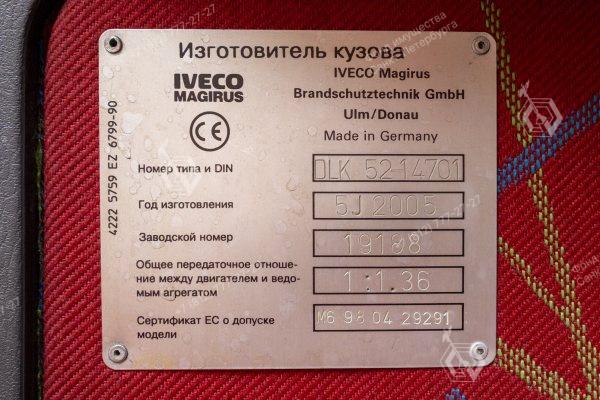 Изготовитель кузова
IVECO
MAGIRUS
IVECO Magirus
Brandschutztechnik GmbH
Ulm/Donau
Made in Germany
CE
4222 5759 EZ 6799-90
Номер типа и DIN
DLK 52-14701
Год изготовления
5J 2005
Заводской номер
19188
Общее передаточное отноше-
ние между двигателем и ведо-
мым агрегатом
1:1.36
Сертификат ЕС о допуске
модели
M6 98 04 29291